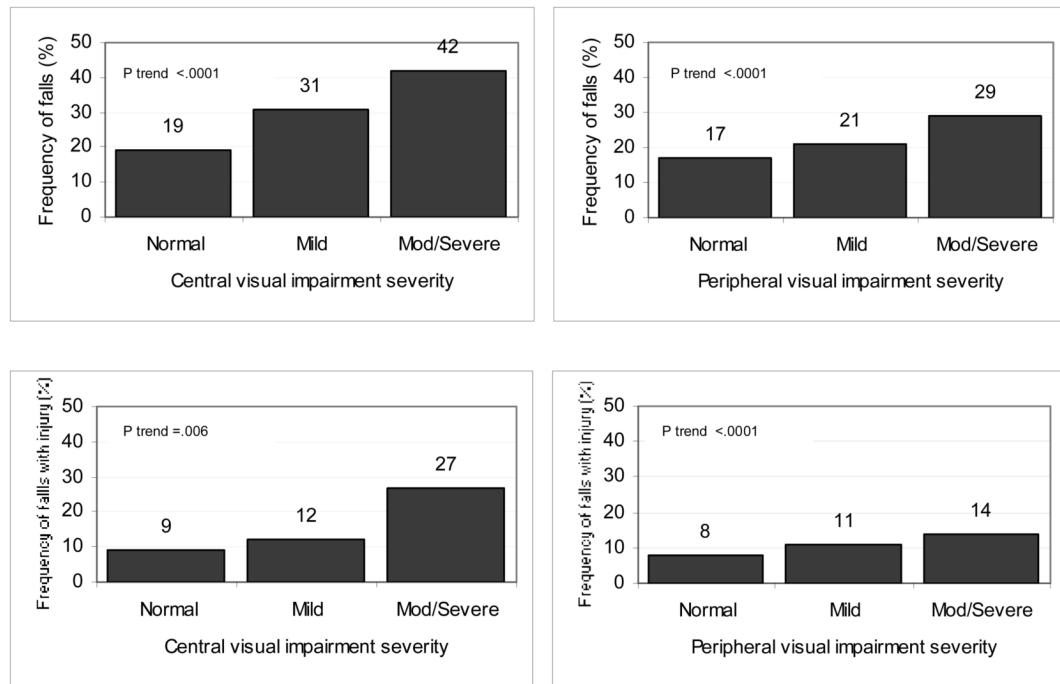 Frequency of falls (%)
50
40
30
20
10
0
P trend <.0001
19
31
42
Normal Mild Mod/Severe
Central visual impairment severity
Frequency of falls (%)
50
40
30
20
10
0
P trend <.0001
17
21
29
Normal Mild Mod/Severe
Peripheral visual impairment severity
Frequency of fallls with injury (%)
50
40
30
20
10
0
P trend =.006
9
12
27
Normal Mild Mod/Severe
Central visual impairment severity
Frequency of fallls with injury (%)
50
40
30
20
10
0
P trend <.0001
8
11
14
Normal Mild Mod/Severe
Peripheral visual impairment severity